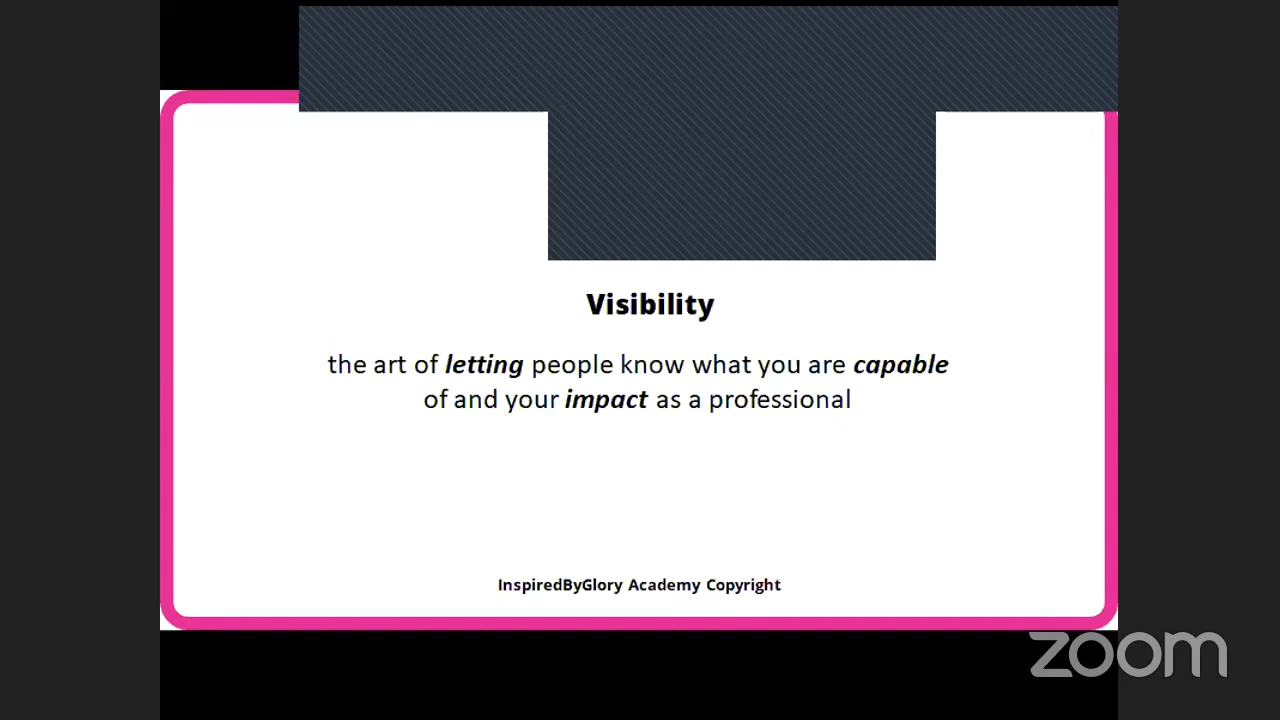 Visibility
the art of letting people know what you are capable
of and your impact as a professional
InspiredByGlory Academy Copyright
zoom